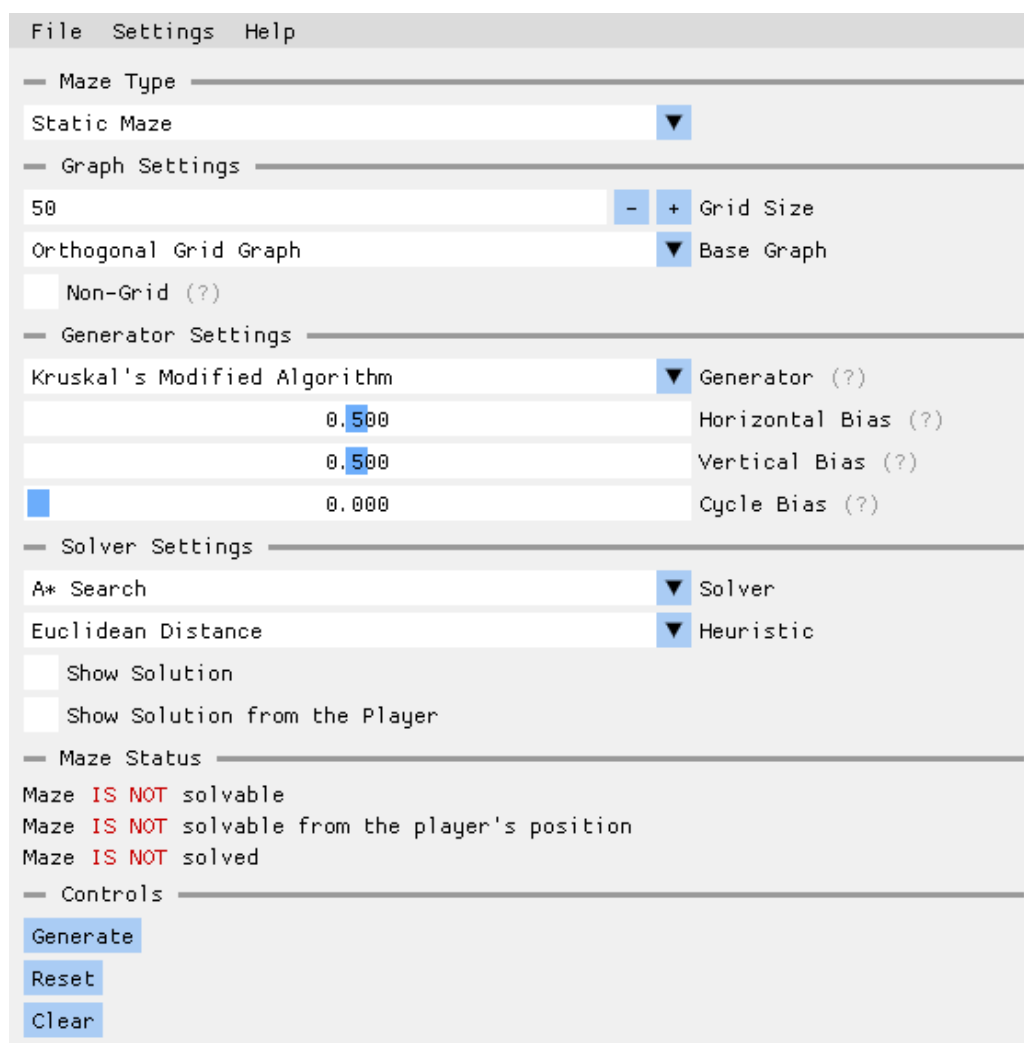 File Settings Help
Maze Type
Static Maze
Graph Settings
50 - + Grid Size
Orthogonal Grid Graph Base Graph
Non-Grid (?)
Generator Settings
Kruskal's Modified Algorithm Generator (?)
0.500 Horizontal Bias (?)
0.500 Vertical Bias (?)
0.000 Cycle Bias (?)
Solver Settings
A* Search Solver
Euclidean Distance Heuristic
Show Solution
Show Solution from the Player
Maze Status
Maze IS NOT solvable
Maze IS NOT solvable from the player's position
Maze IS NOT solved
Controls
Generate
Reset
Clear